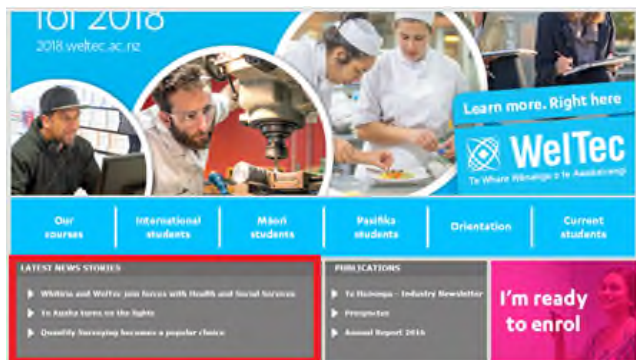 for 2018
2018.weltec.ac.nz
Learn more. Right here
WelTec
Te Whare Wānanga o te Awakairangi
Our courses
International students
Māori students
Pasifika students
Orientation
Current students
LATEST NEWS STORIES
Whitireia and WelTec join forces with Health and Social Services
Te Auaha turns on the lights
Quantity Surveying becomes a popular choice
PUBLICATIONS
Industry Newsletter
Prospectus
Annual Report 2016
I'm ready
to enrol